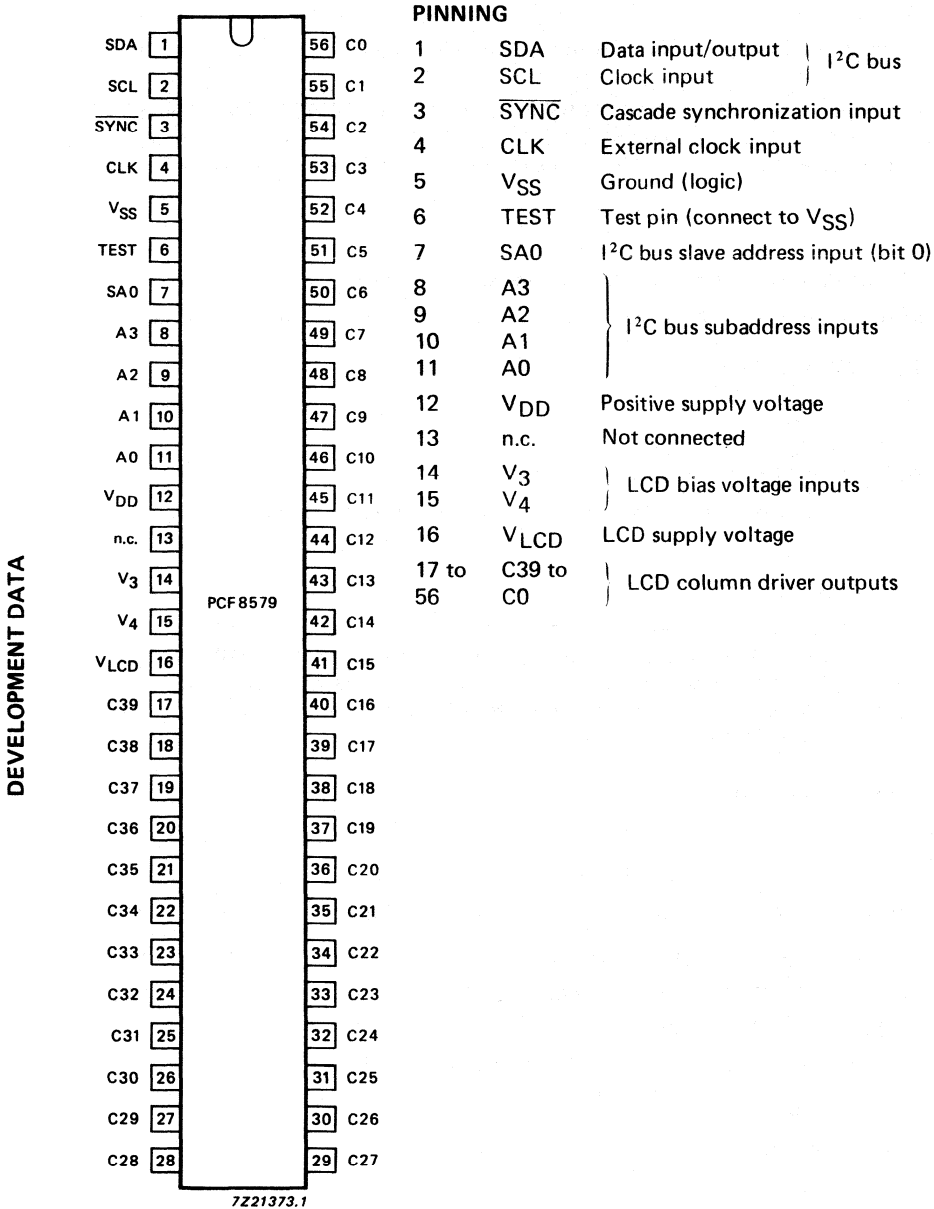 PINNING
1 SDA Data input/output
2 SCL Clock input
I²C bus
3 S̅Y̅N̅C̅ Cascade synchronization input
4 CLK External clock input
5 VSS Ground (logic)
6 TEST Test pin (connect to VSS)
7 SA0 I²C bus slave address input (bit 0)
8 A3
9 A2
10 A1
11 A0
I²C bus subaddress inputs
12 VDD Positive supply voltage
13 n.c. Not connected
14 V3
15 V4
LCD bias voltage inputs
16 VLCD LCD supply voltage
17 to C39 to
56 C0
LCD column driver outputs
SDA 1 56 C0
SCL 2 55 C1
S̅Y̅N̅C̅ 3 54 C2
CLK 4 53 C3
VSS 5 52 C4
TEST 6 51 C5
SA0 7 50 C6
A3 8 49 C7
A2 9 48 C8
A1 10 47 C9
A0 11 46 C10
VDD 12 45 C11
n.c. 13 44 C12
V3 14 43 C13
PCF8579
V4 15 42 C14
VLCD 16 41 C15
C39 17 40 C16
C38 18 39 C17
C37 19 38 C18
C36 20 37 C19
C35 21 36 C20
C34 22 35 C21
C33 23 34 C22
C32 24 33 C23
C31 25 32 C24
C30 26 31 C25
C29 27 30 C26
C28 28 29 C27
7Z21373.1
DEVELOPMENT DATA